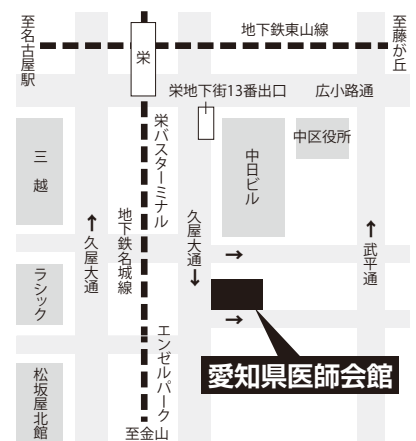 至名古屋駅
地下鉄東山線
至藤が丘
栄
栄地下街13番出口
広小路通
三越
栄バスターミナル
中日ビル
中区役所
↑久屋大通
地下鉄名城線
久屋大通↓
→
↑武平通
ラシック
→
エンゼルパーク
愛知県医師会館
松坂屋北館
至金山